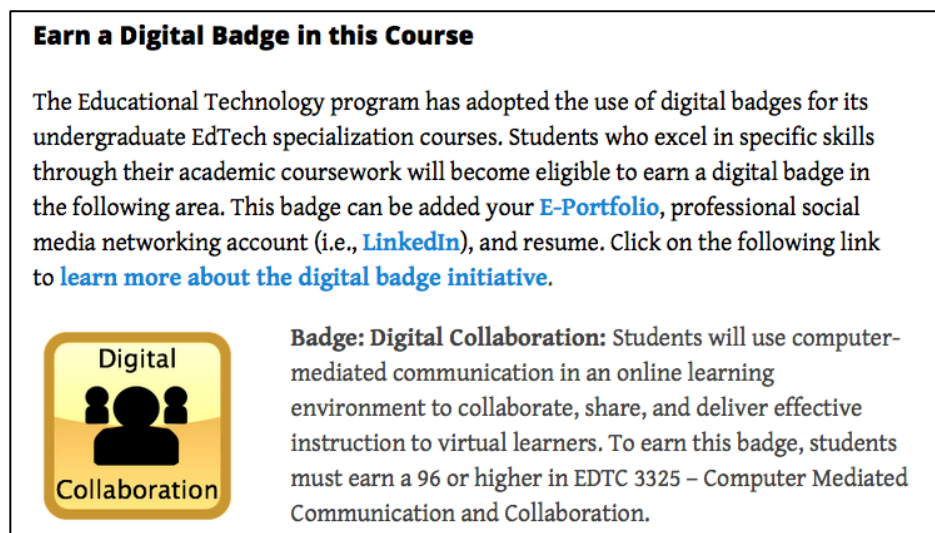 Earn a Digital Badge in this Course
The Educational Technology program has adopted the use of digital badges for its
undergraduate EdTech specialization courses. Students who excel in specific skills
through their academic coursework will become eligible to earn a digital badge in
the following area. This badge can be added your E-Portfolio, professional social
media networking account (i.e., LinkedIn), and resume. Click on the following link
to learn more about the digital badge initiative.
Digital
Collaboration
Badge: Digital Collaboration: Students will use computer-
mediated communication in an online learning
environment to collaborate, share, and deliver effective
instruction to virtual learners. To earn this badge, students
must earn a 96 or higher in EDTC 3325 – Computer Mediated
Communication and Collaboration.